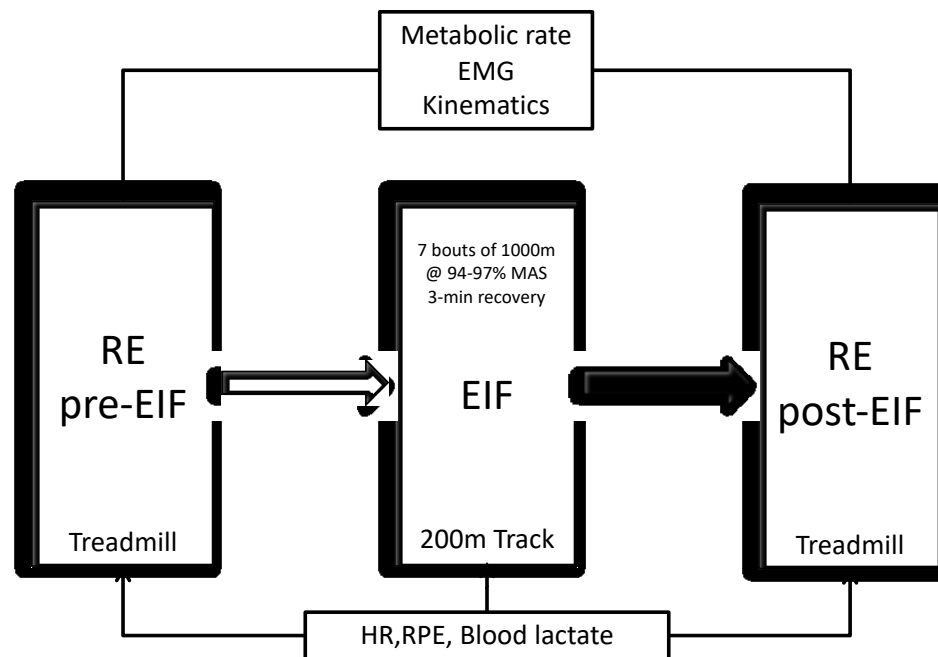 Metabolic rate
EMG
Kinematics
RE
pre-EIF
Treadmill
7 bouts of 1000m
@ 94-97% MAS
3-min recovery
EIF
200m Track
RE
post-EIF
Treadmill
HR,RPE, Blood lactate